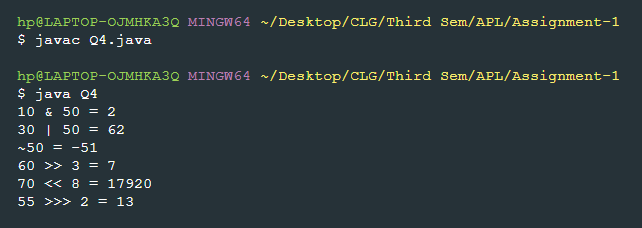 hp@LAPTOP-OJMHKA3Q MINGW64 ~/Desktop/CLG/Third Sem/APL/Assignment-1
$ javac Q4.java
hp@LAPTOP-OJMHKA3Q MINGW64 ~/Desktop/CLG/Third Sem/APL/Assignment-1
$ java Q4
10 & 50 = 2
30 | 50 = 62
~50 = -51
60 >> 3 = 7
70 << 8 = 17920
55 >>> 2 = 13